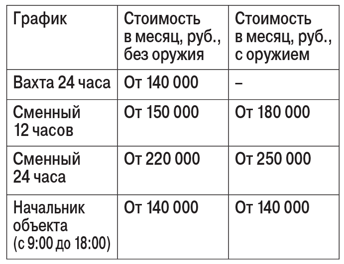 График
Стоимость
в месяц, руб.,
без оружия
Стоимость
в месяц, руб.,
с оружием
Вахта 24 часа
От 140 000
–
Сменный
12 часов
От 150 000
От 180 000
Сменный
24 часа
От 220 000
От 250 000
Начальник
объекта
(с 9:00 до 18:00)
От 140 000
От 140 000